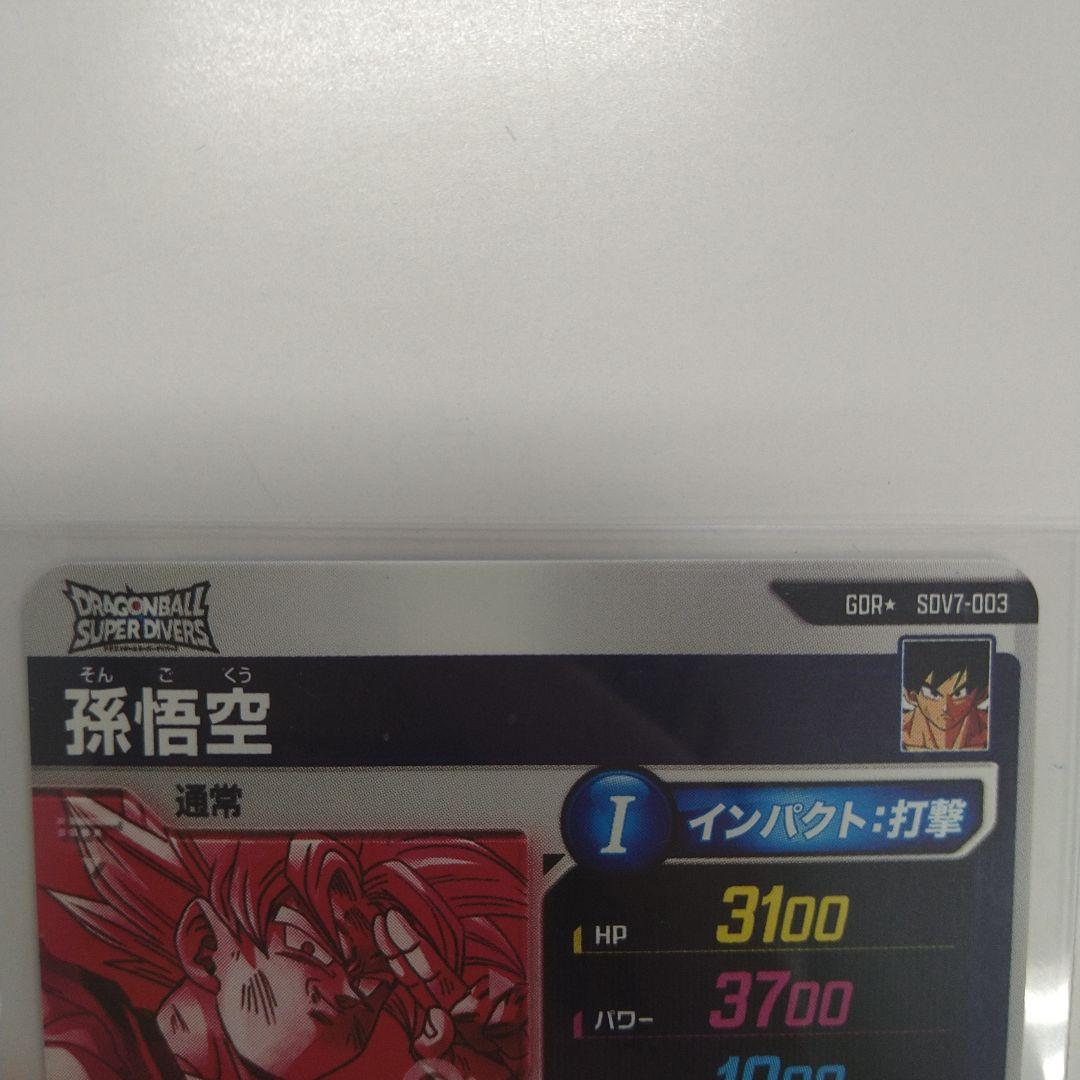 DRAGONBALL
SUPER DIVERS
GDR★ SDV7-003
そん ご くう
孫悟空
通常
I インパクト:打撃
HP 3100
パワー 3700